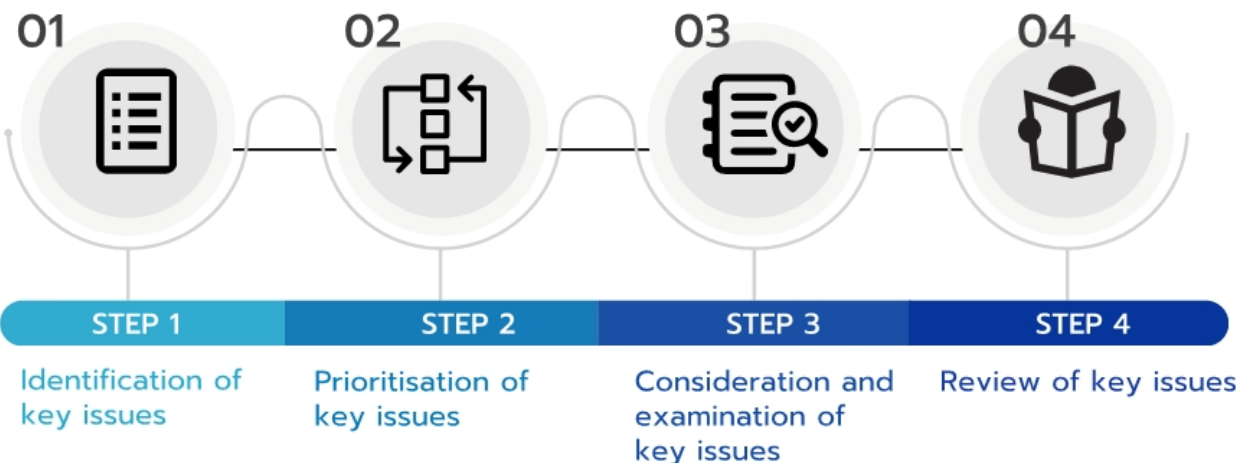 01
02
03
04
STEP 1
STEP 2
STEP 3
STEP 4
Identification of
key issues
Prioritisation of
key issues
Consideration and
examination of
key issues
Review of key issues